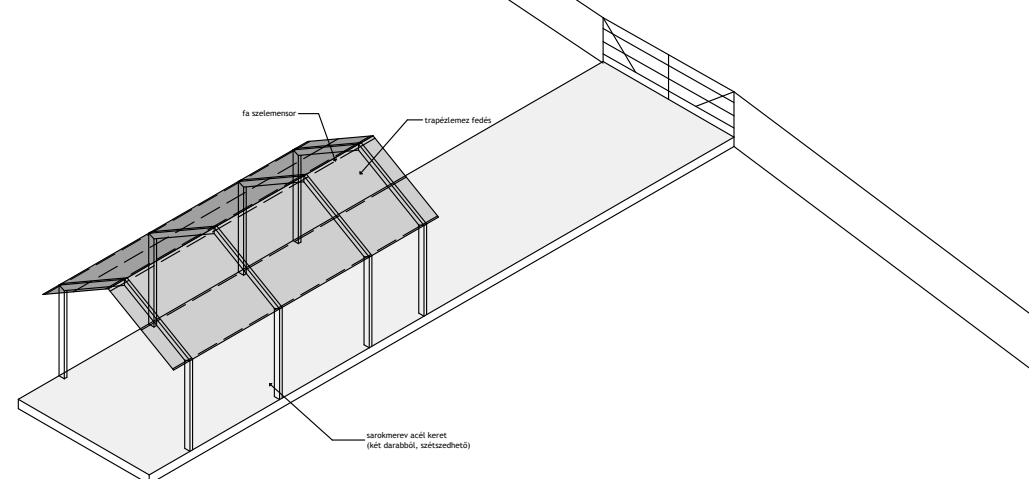 fa szelemensor
trapézlemez fedés
sarokmerev acél keret
(két darabból, szétszedhető)